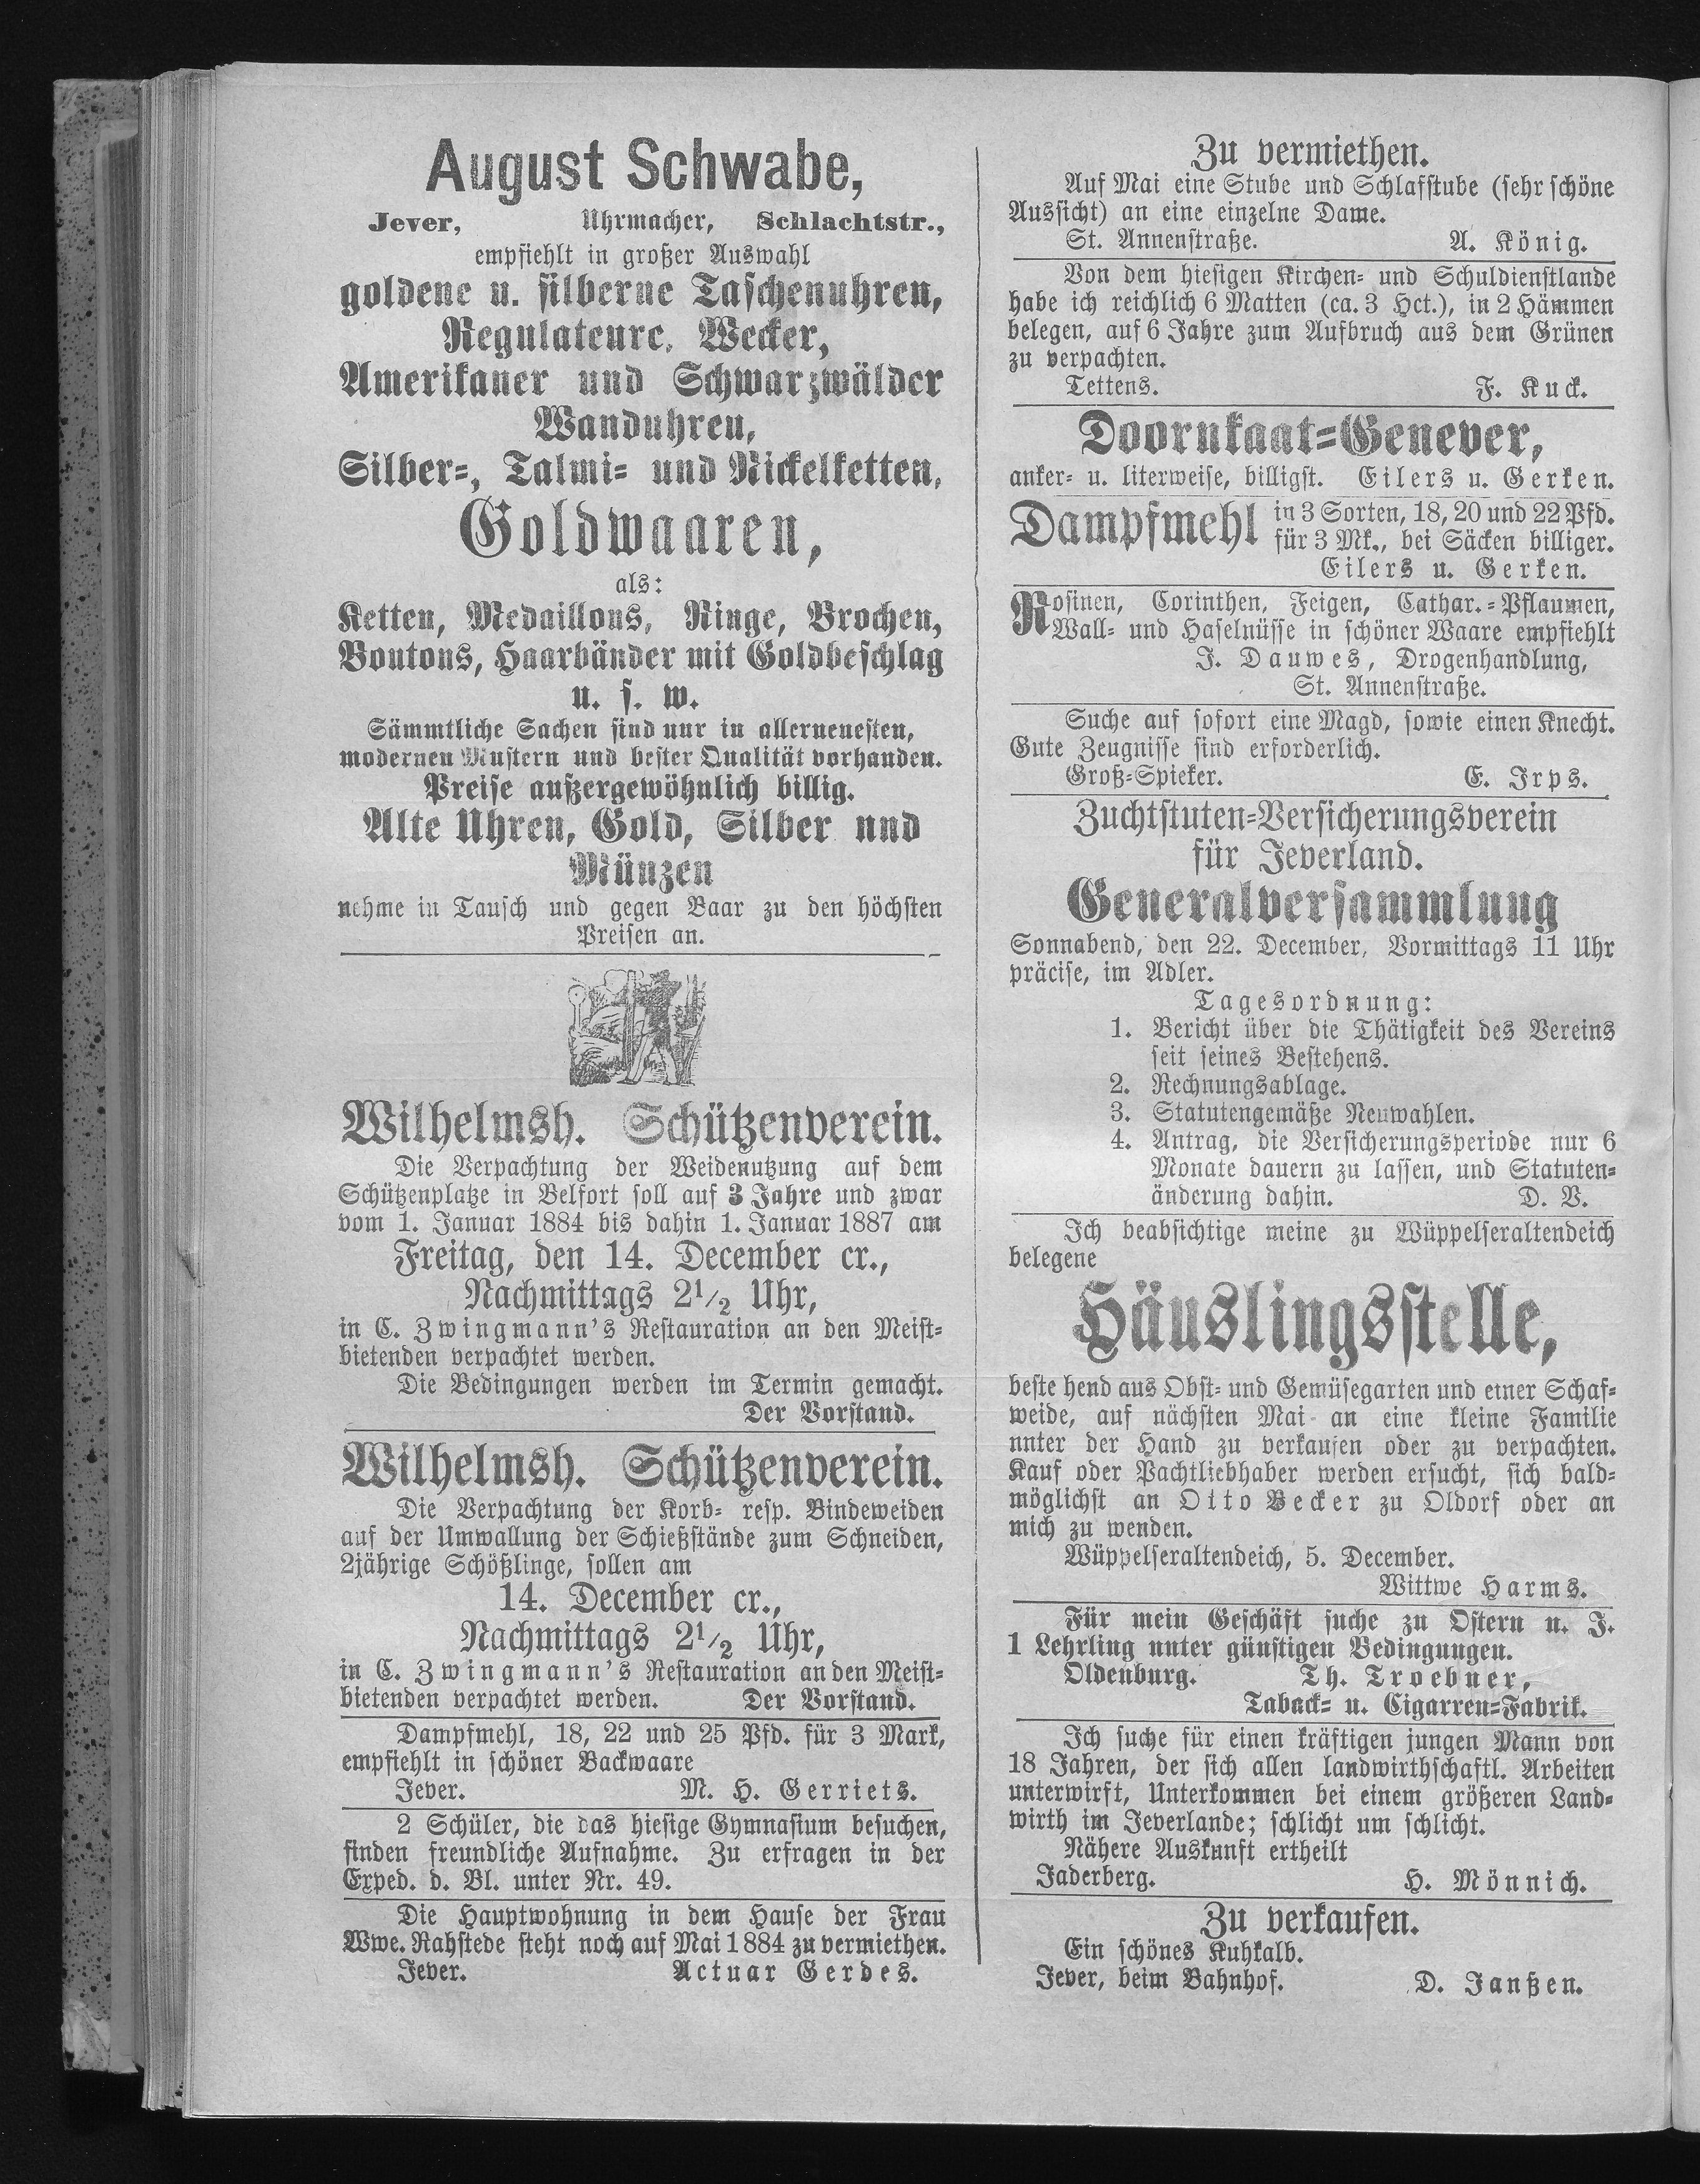 August Schwabe,
Jever, Uhrmacher, Schlachtstr.,
empfiehlt in großer Auswahl
goldene u. silberne Taschenuhren,
Regulateure, Wecker,
Amerikaner und Schwarzwälder
Wanduhren,
Silber-, Talmi- und Nickelketten,
Goldwaaren,
als:
Ketten, Medaillons, Ringe, Brochen,
Boutons, Haarbänder mit Goldbeschlag
u. s. w.
Sämmtliche Sachen sind nur in allerneuesten,
modernen Mustern und bester Qualität vorhanden.
Preise außergewöhnlich billig.
Alte Uhren, Gold, Silber und
Münzen
nehme in Tausch und gegen Baar zu den höchsten
Preisen an.
Wilhelmsh. Schützenverein.
Die Verpachtung der Weidenutzung auf dem
Schützenplatze in Belfort soll auf 3 Jahre und zwar
vom 1. Januar 1884 bis dahin 1. Januar 1887 am
Freitag, den 14. December cr.,
Nachmittags 2½ Uhr,
in C. Zwingmann's Restauration an den Meist-
bietenden verpachtet werden.
Die Bedingungen werden im Termin gemacht.
Der Vorstand.
Wilhelmsh. Schützenverein.
Die Verpachtung der Korb- resp. Bindeweiden
auf der Umwallung der Schießstände zum Schneiden,
2jährige Schößlinge, sollen am
14. December cr.,
Nachmittags 2½ Uhr,
in C. Zwingmann's Restauration an den Meist-
bietenden verpachtet werden. Der Vorstand.
Dampfmehl, 18, 22 und 25 Pfd. für 3 Mark,
empfiehlt in schöner Backwaare
Jever. M. H. Gerriets.
2 Schüler, die das hiesige Gymnasium besuchen,
finden freundliche Aufnahme. Zu erfragen in der
Exped. d. Bl. unter Nr. 49.
Die Hauptwohnung in dem Hause der Frau
Wwe. Rahstede steht noch auf Mai 1884 zu vermiethen.
Jever. Actuar Gerdes.
Zu vermiethen.
Auf Mai eine Stube und Schlafstube (sehr schöne
Aussicht) an eine einzelne Dame.
St. Annenstraße. A. König.
Von dem hiesigen Kirchen- und Schuldienstlande
habe ich reichlich 6 Matten (ca. 3 Hct.), in 2 Hämmen
belegen, auf 6 Jahre zum Aufbruch aus dem Grünen
zu verpachten.
Tettens. F. Kuck.
Doornkaat-Genever,
anker- u. literweise, billigst. Eilers u. Gerken.
Dampfmehl in 3 Sorten, 18, 20 und 22 Pfd.
für 3 Mk., bei Säcken billiger.
Eilers u. Gerken.
Rosinen, Corinthen, Feigen, Cathar.-Pflaumen,
Wall- und Haselnüsse in schöner Waare empfiehlt
J. Dauwes, Drogenhandlung,
St. Annenstraße.
Suche auf sofort eine Magd, sowie einen Knecht.
Gute Zeugnisse sind erforderlich.
Groß-Spieker. E. Irps.
Zuchtstuten-Versicherungsverein
für Jeverland.
Generalversammlung
Sonnabend, den 22. December, Vormittags 11 Uhr
präcise, im Adler.
Tagesordnung:
1. Bericht über die Thätigkeit des Vereins
seit seines Bestehens.
2. Rechnungsablage.
3. Statutengemäße Neuwahlen.
4. Antrag, die Versicherungsperiode nur 6
Monate dauern zu lassen, und Statuten-
änderung dahin. D. V.
Ich beabsichtige meine zu Wüppelseraltendeich
belegene
Häuslingsstelle,
beste hend aus Obst- und Gemüsegarten und einer Schaf-
weide, auf nächsten Mai an eine kleine Familie
unter der Hand zu verkaufen oder zu verpachten.
Kauf oder Pachtliebhaber werden ersucht, sich bald-
möglichst an Otto Becker zu Oldorf oder an
mich zu wenden.
Wüppelseraltendeich, 5. December.
Wittwe Harms.
Für mein Geschäft suche zu Ostern n. J.
1 Lehrling unter günstigen Bedingungen.
Oldenburg. Th. Troebner,
Taback- u. Cigarren-Fabrik.
Ich suche für einen kräftigen jungen Mann von
18 Jahren, der sich allen landwirthschaftl. Arbeiten
unterwirft, Unterkommen bei einem größeren Land-
wirth im Jeverlande; schlicht um schlicht.
Nähere Auskunft ertheilt
Jaderberg. H. Mönnich.
Zu verkaufen.
Ein schönes Kuhkalb.
Jever, beim Bahnhof. D. Janßen.